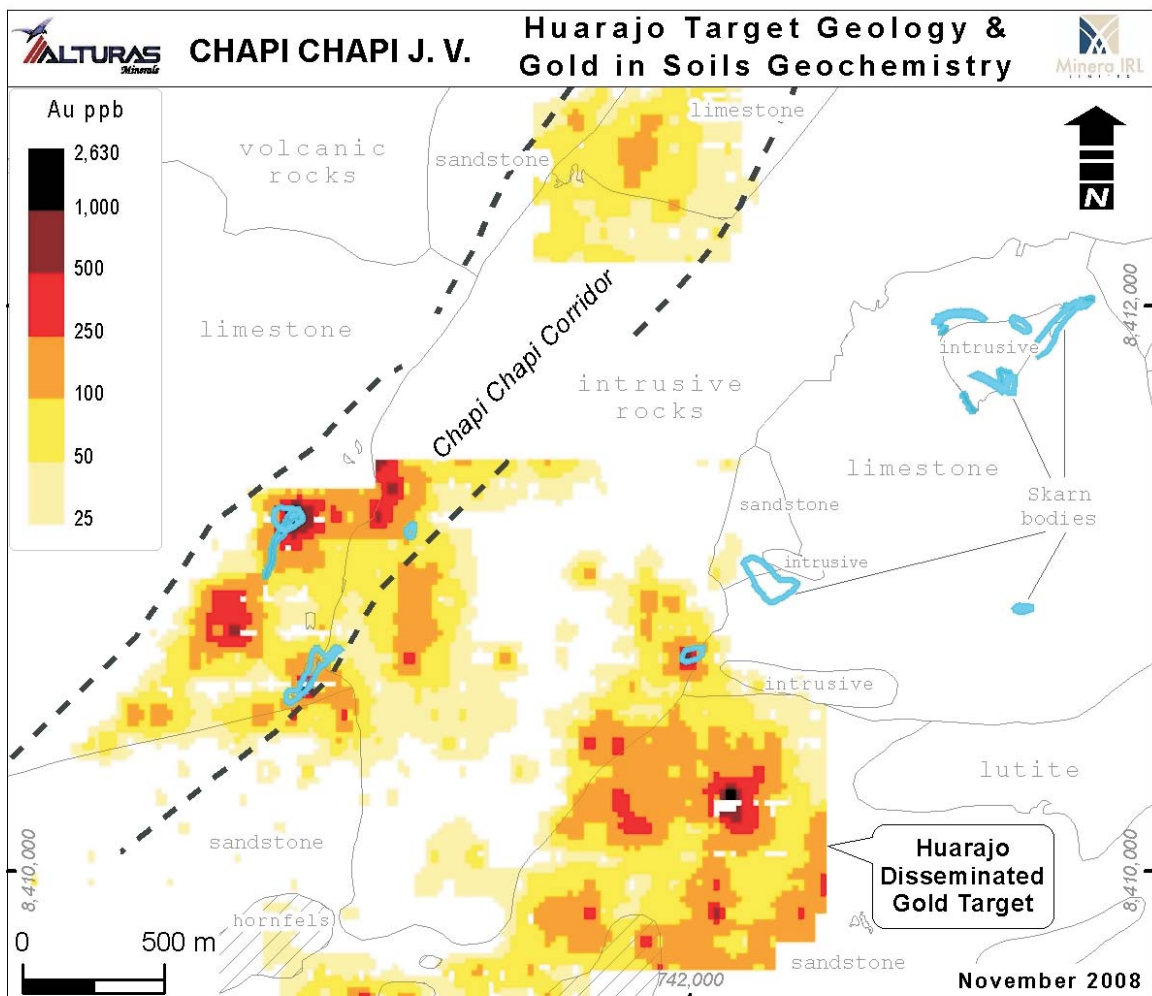 ALTURAS
Minerals
CHAPI CHAPI J. V.
Huarajo Target Geology &
Gold in Soils Geochemistry
Minera IRL
LIMITED
Au ppb
2,630
1,000
500
250
100
50
25
volcanic
rocks
sandstone
limestone
N
limestone
Chapi Chapi Corridor
intrusive
rocks
intrusive
8,412,000
limestone
Skarn
bodies
sandstone
intrusive
intrusive
lutite
sandstone
8,410,000
Huarajo
Disseminated
Gold Target
8,410,000
hornfels
0
500 m
742,000
sandstone
November 2008